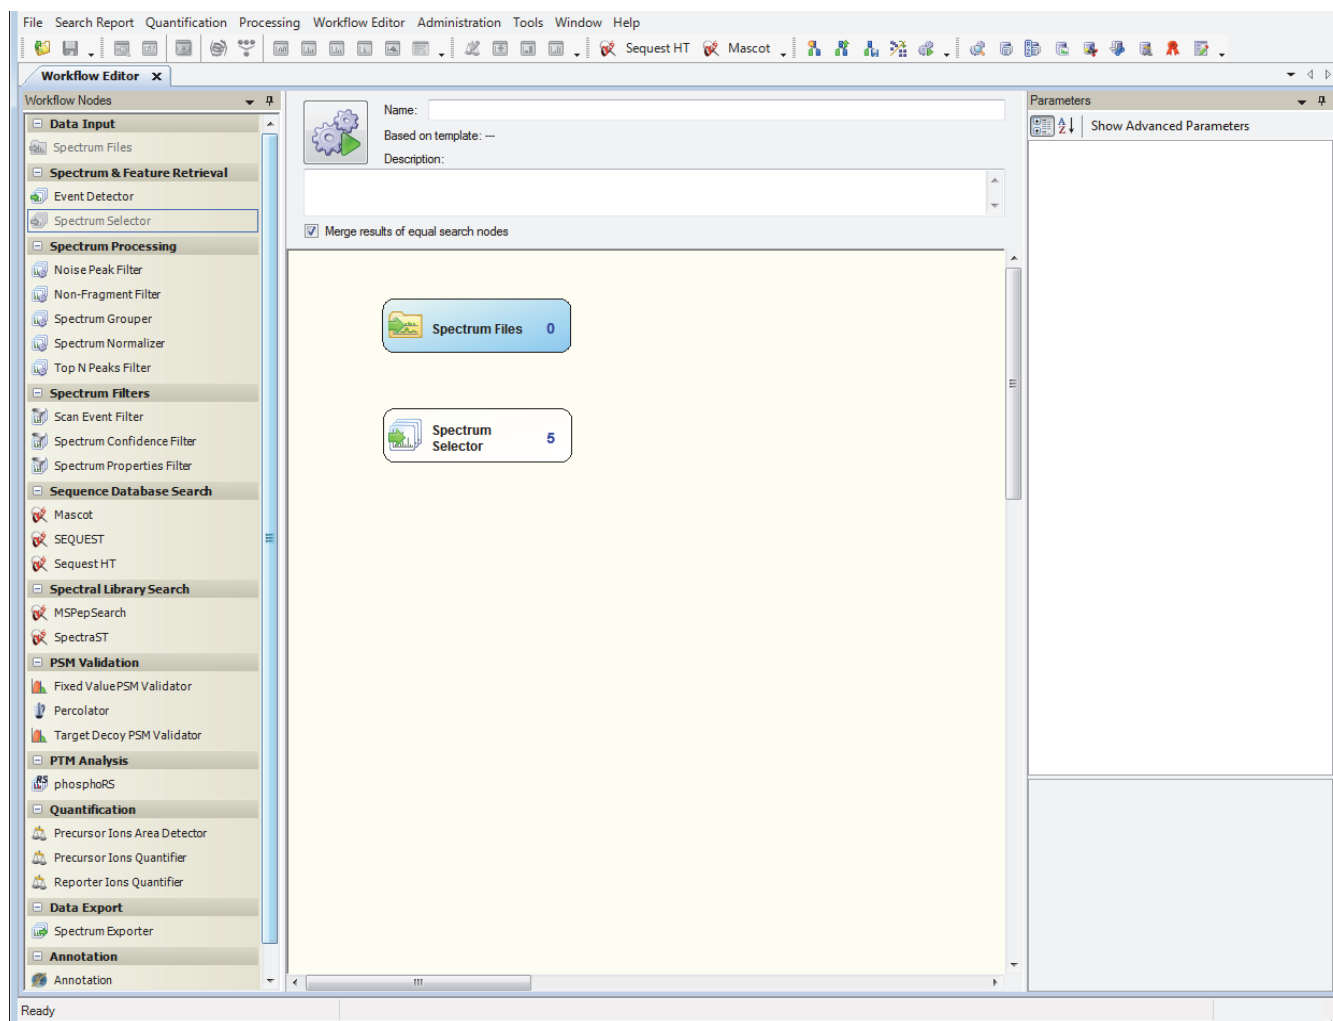 File Search Report Quantification Processing Workflow Editor Administration Tools Window Help
Sequest HT Mascot
Workflow Editor x
Workflow Nodes
Data Input
Spectrum Files
Spectrum & Feature Retrieval
Event Detector
Spectrum Selector
Spectrum Processing
Noise Peak Filter
Non-Fragment Filter
Spectrum Grouper
Spectrum Normalizer
Top N Peaks Filter
Spectrum Filters
Scan Event Filter
Spectrum Confidence Filter
Spectrum Properties Filter
Sequence Database Search
Mascot
SEQUEST
Sequest HT
Spectral Library Search
MSPepSearch
SpectraST
PSM Validation
Fixed Value PSM Validator
Percolator
Target Decoy PSM Validator
PTM Analysis
phosphoRS
Quantification
Precursor Ions Area Detector
Precursor Ions Quantifier
Reporter Ions Quantifier
Data Export
Spectrum Exporter
Annotation
Annotation
Name:
Based on template: ---
Description:
Merge results of equal search nodes
Spectrum Files 0
Spectrum
Selector 5
Parameters
Show Advanced Parameters
Ready